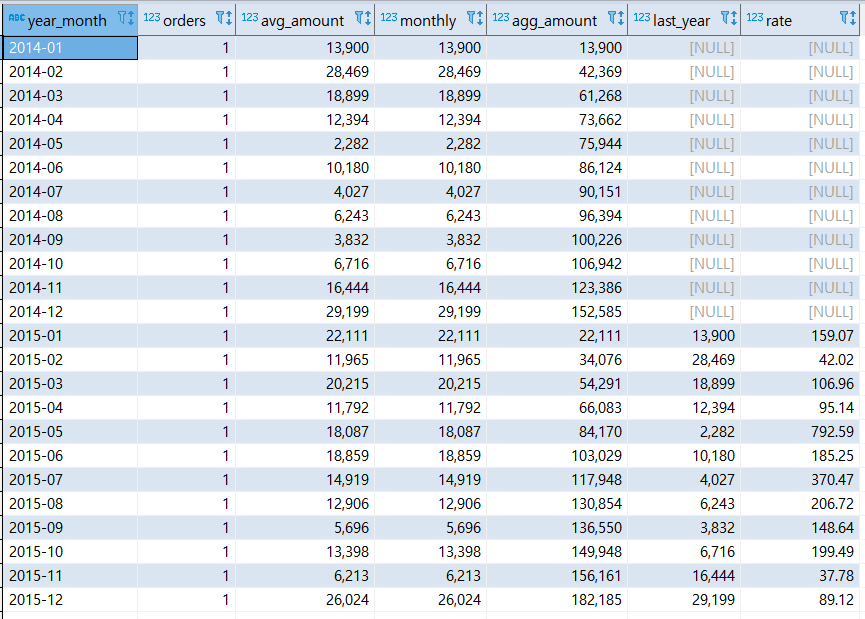 ABC year_month 123 orders 123 avg_amount 123 monthly 123 agg_amount 123 last_year 123 rate
2014-01 1 13,900 13,900 13,900 [NULL] [NULL]
2014-02 1 28,469 28,469 42,369 [NULL] [NULL]
2014-03 1 18,899 18,899 61,268 [NULL] [NULL]
2014-04 1 12,394 12,394 73,662 [NULL] [NULL]
2014-05 1 2,282 2,282 75,944 [NULL] [NULL]
2014-06 1 10,180 10,180 86,124 [NULL] [NULL]
2014-07 1 4,027 4,027 90,151 [NULL] [NULL]
2014-08 1 6,243 6,243 96,394 [NULL] [NULL]
2014-09 1 3,832 3,832 100,226 [NULL] [NULL]
2014-10 1 6,716 6,716 106,942 [NULL] [NULL]
2014-11 1 16,444 16,444 123,386 [NULL] [NULL]
2014-12 1 29,199 29,199 152,585 [NULL] [NULL]
2015-01 1 22,111 22,111 22,111 13,900 159.07
2015-02 1 11,965 11,965 34,076 28,469 42.02
2015-03 1 20,215 20,215 54,291 18,899 106.96
2015-04 1 11,792 11,792 66,083 12,394 95.14
2015-05 1 18,087 18,087 84,170 2,282 792.59
2015-06 1 18,859 18,859 103,029 10,180 185.25
2015-07 1 14,919 14,919 117,948 4,027 370.47
2015-08 1 12,906 12,906 130,854 6,243 206.72
2015-09 1 5,696 5,696 136,550 3,832 148.64
2015-10 1 13,398 13,398 149,948 6,716 199.49
2015-11 1 6,213 6,213 156,161 16,444 37.78
2015-12 1 26,024 26,024 182,185 29,199 89.12